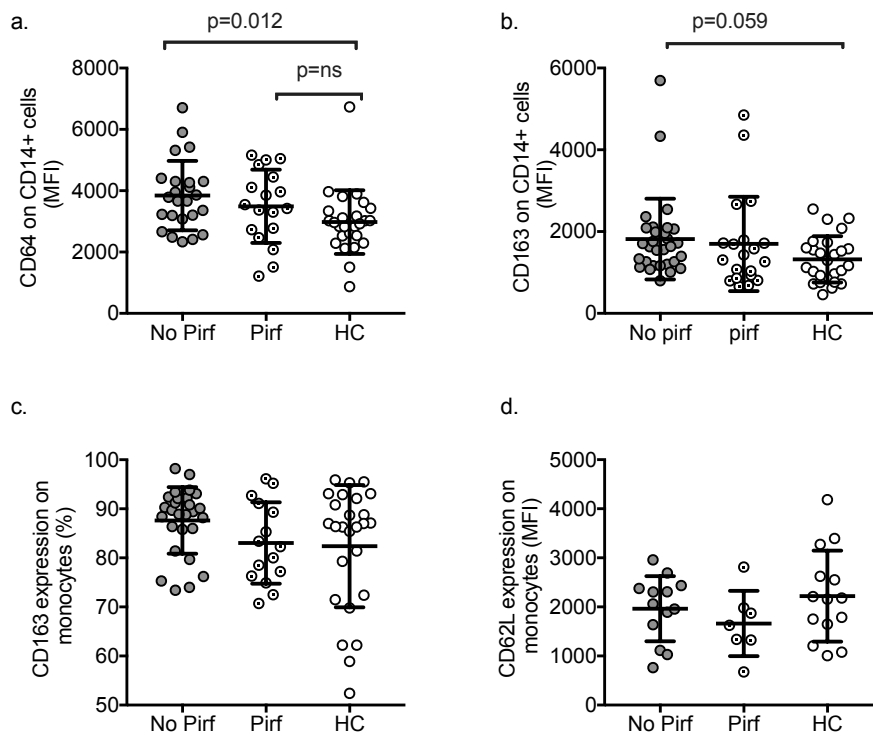 a.
p=0.012
p=ns
CD64 on CD14+ cells
(MFI)
8000
6000
4000
2000
0
No Pirf
Pirf
HC
b.
p=0.059
CD163 on CD14+ cells
(MFI)
6000
4000
2000
0
No pirf
pirf
HC
c.
CD163 expression on
monocytes (%)
100
90
80
70
60
50
No Pirf
Pirf
HC
d.
CD62L expression on
monocytes (MFI)
5000
4000
3000
2000
1000
0
No Pirf
Pirf
HC